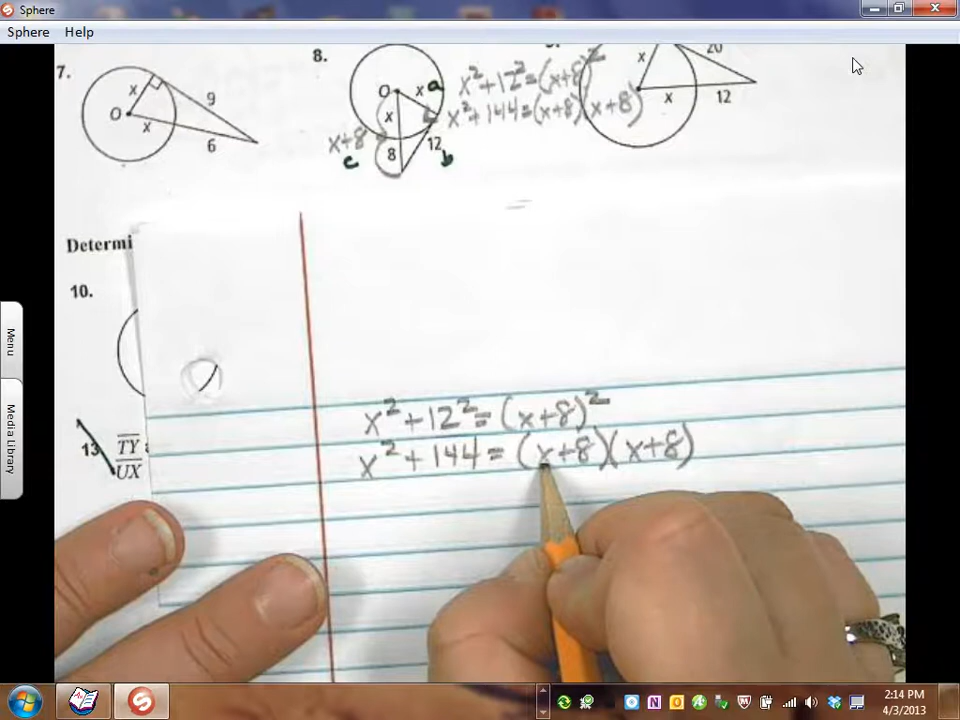 Sphere
Sphere Help
7.
x
9
O
x
6
8.
O x a
x
x+8
c
8
12
b
x²+12²=(x+8)²
x²+144=(x+8)(x+8)
x
20
x
12
Determi
10.
Menu
Media Library
x²+12²=(x+8)²
x²+144=(x+8)(x+8)
13
TY
UX
2:14 PM
4/3/2013